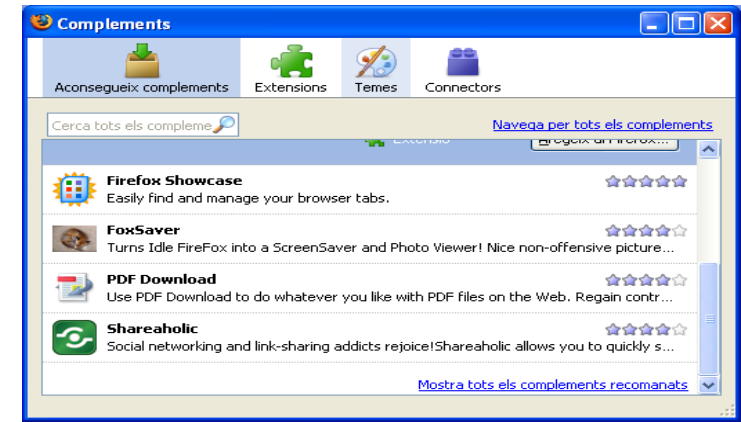 Complements
Aconsegueix complements Extensions Temes Connectors
Cerca tots els compleme
Navega per tots els complements
Extensió
Firefox Showcase
Easily find and manage your browser tabs.
FoxSaver
Turns Idle FireFox into a ScreenSaver and Photo Viewer! Nice non-offensive picture...
PDF Download
Use PDF Download to do whatever you like with PDF files on the Web. Regain contr...
Shareaholic
Social networking and link-sharing addicts rejoice!Shareaholic allows you to quickly s...
Mostra tots els complements recomanats